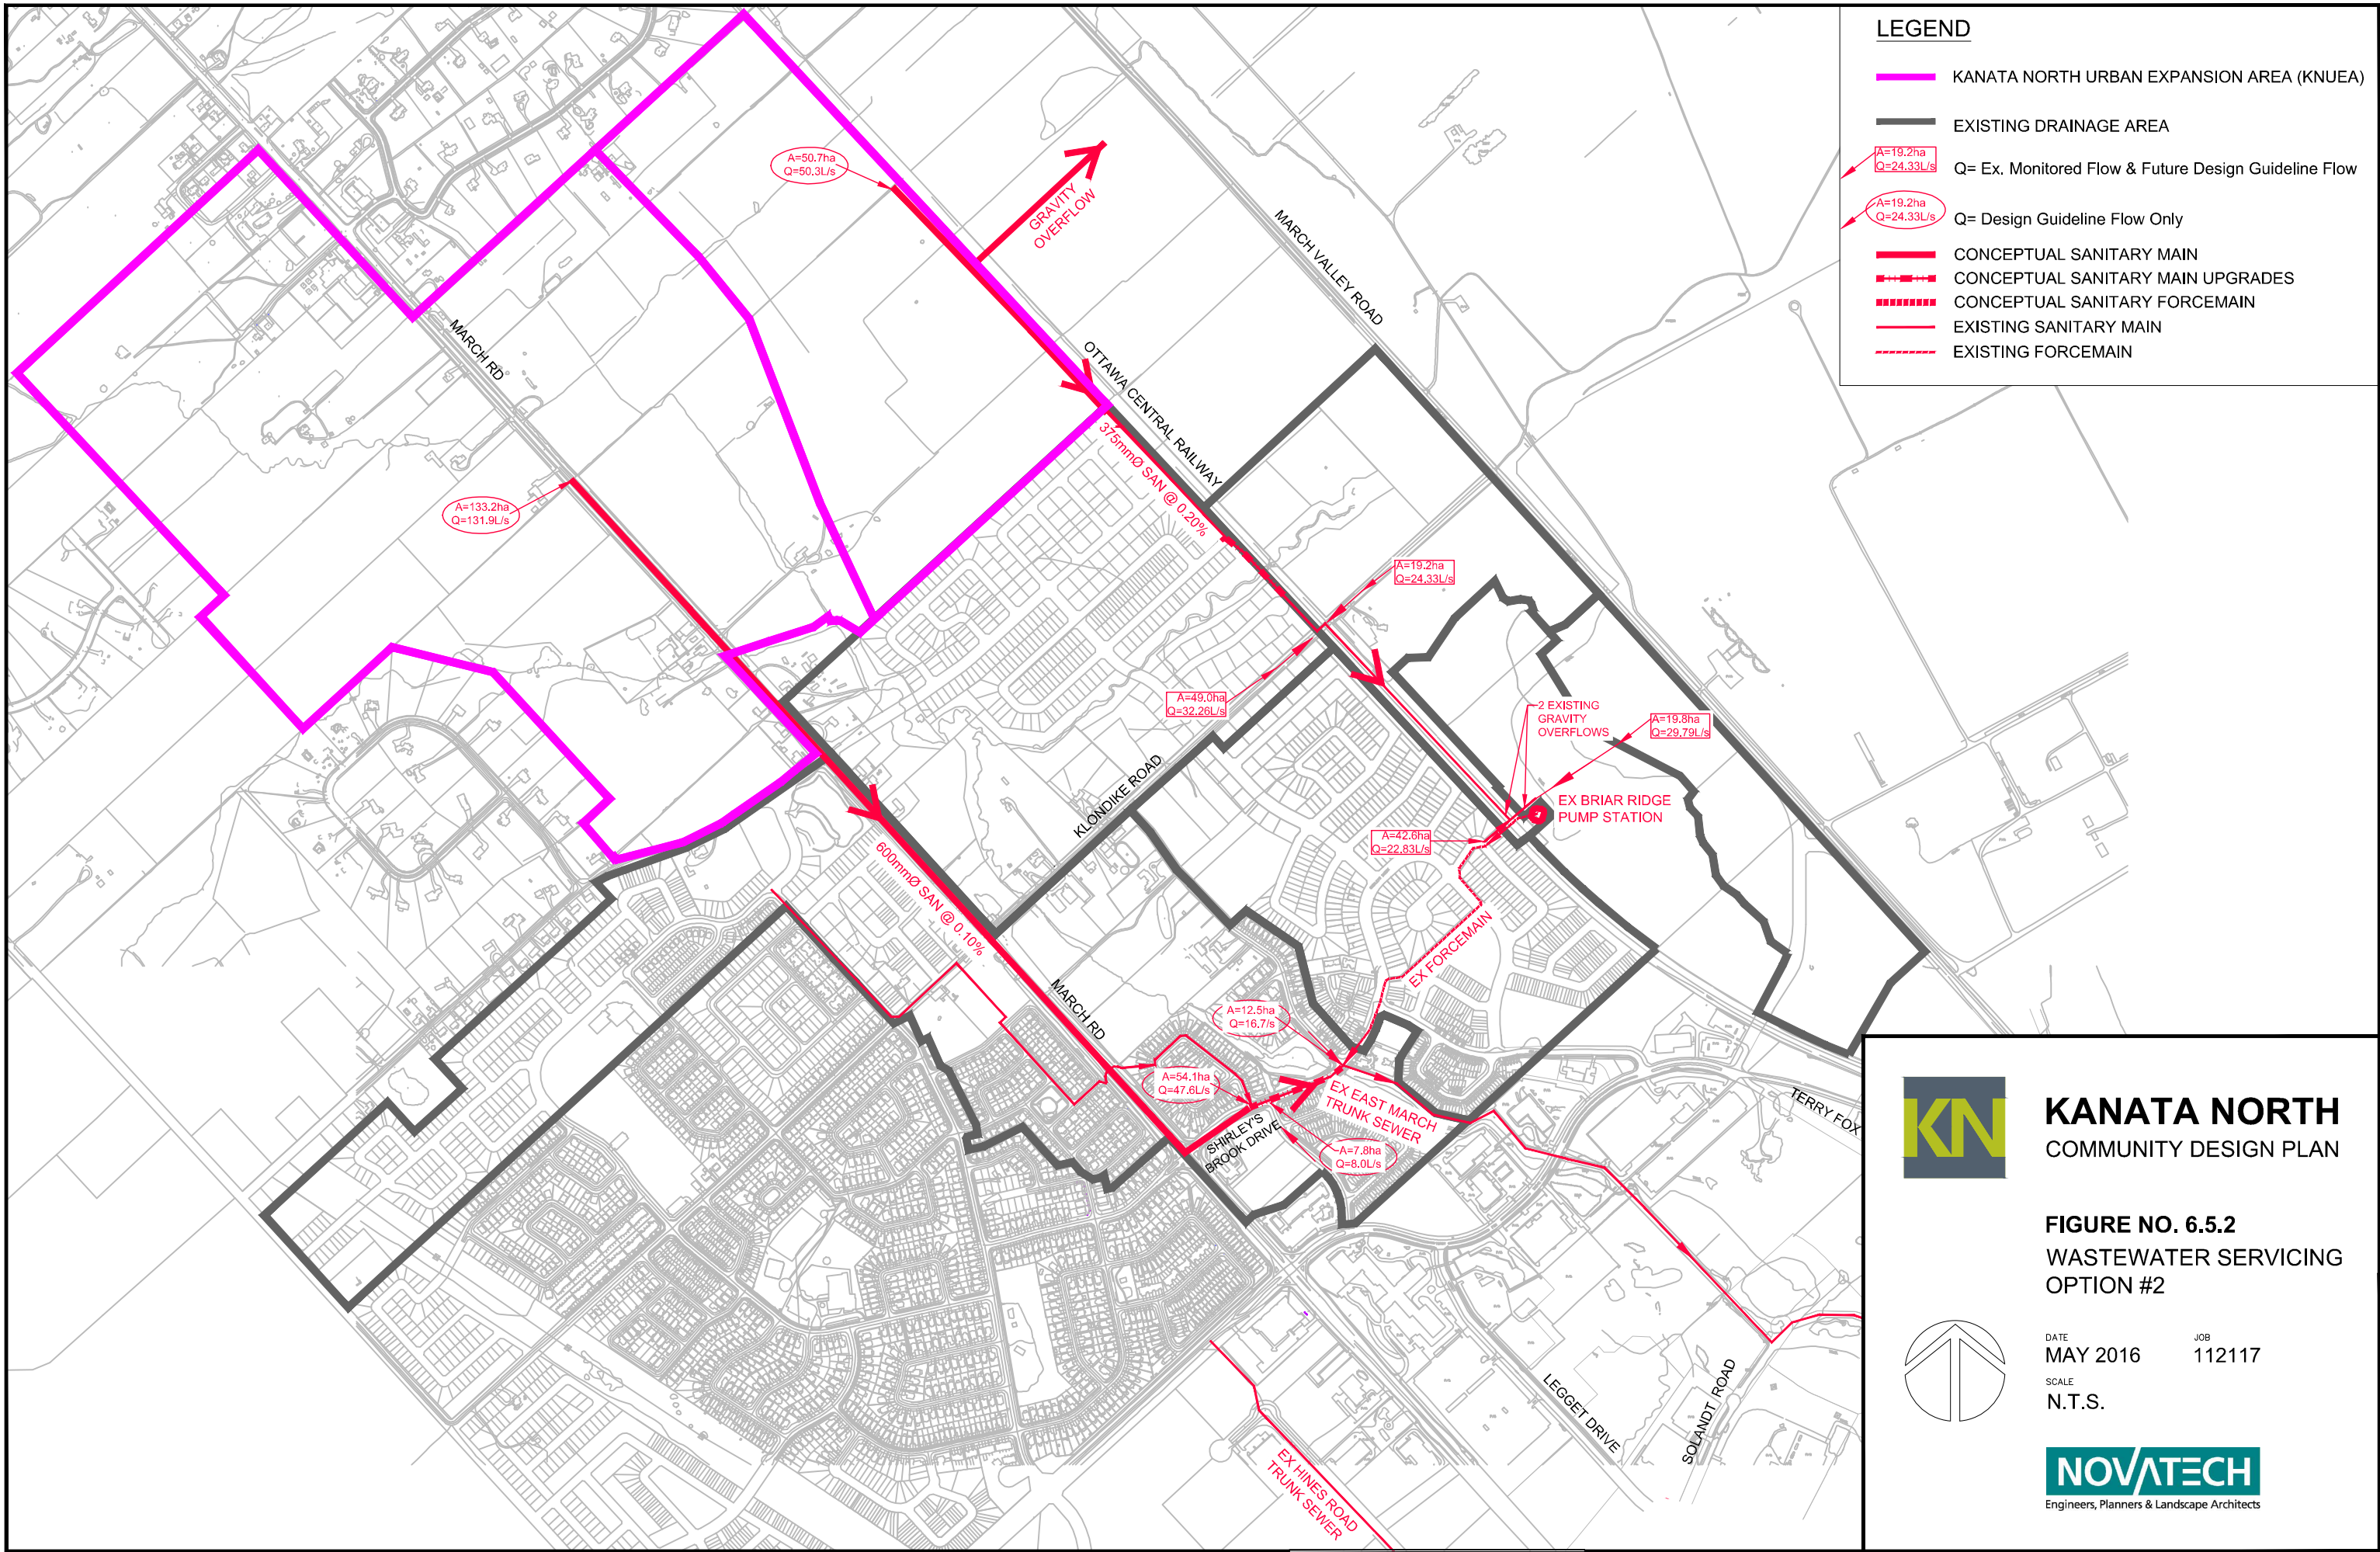 LEGEND
KANATA NORTH URBAN EXPANSION AREA (KNUEA)
EXISTING DRAINAGE AREA
A=19.2ha
Q=24.33L/s
Q= Ex. Monitored Flow & Future Design Guideline Flow
A=19.2ha
Q=24.33L/s
Q= Design Guideline Flow Only
CONCEPTUAL SANITARY MAIN
CONCEPTUAL SANITARY MAIN UPGRADES
CONCEPTUAL SANITARY FORCEMAIN
EXISTING SANITARY MAIN
EXISTING FORCEMAIN
A=50.7ha
Q=50.3L/s
GRAVITY
OVERFLOW
MARCH VALLEY ROAD
MARCH RD
OTTAWA CENTRAL RAILWAY
375mmØ SAN @ 0.20%
A=133.2ha
Q=131.9L/s
A=19.2ha
Q=24.33L/s
A=49.0ha
Q=32.26L/s
2 EXISTING
GRAVITY
OVERFLOWS
A=19.8ha
Q=29.79L/s
EX BRIAR RIDGE
PUMP STATION
KLONDIKE ROAD
A=42.6ha
Q=22.83L/s
600mmØ SAN @ 0.10%
EX FORCEMAIN
MARCH RD
A=12.5ha
Q=16.7/s
A=54.1ha
Q=47.6L/s
EX EAST MARCH
TRUNK SEWER
SHIRLEY'S
BROOK DRIVE
A=7.8ha
Q=8.0L/s
TERRY FOX
LEGGET DRIVE
SOLANDT ROAD
EX HINES ROAD
TRUNK SEWER
KN
KANATA NORTH
COMMUNITY DESIGN PLAN
FIGURE NO. 6.5.2
WASTEWATER SERVICING
OPTION #2
DATE
MAY 2016
JOB
112117
SCALE
N.T.S.
NOVATECH
Engineers, Planners & Landscape Architects